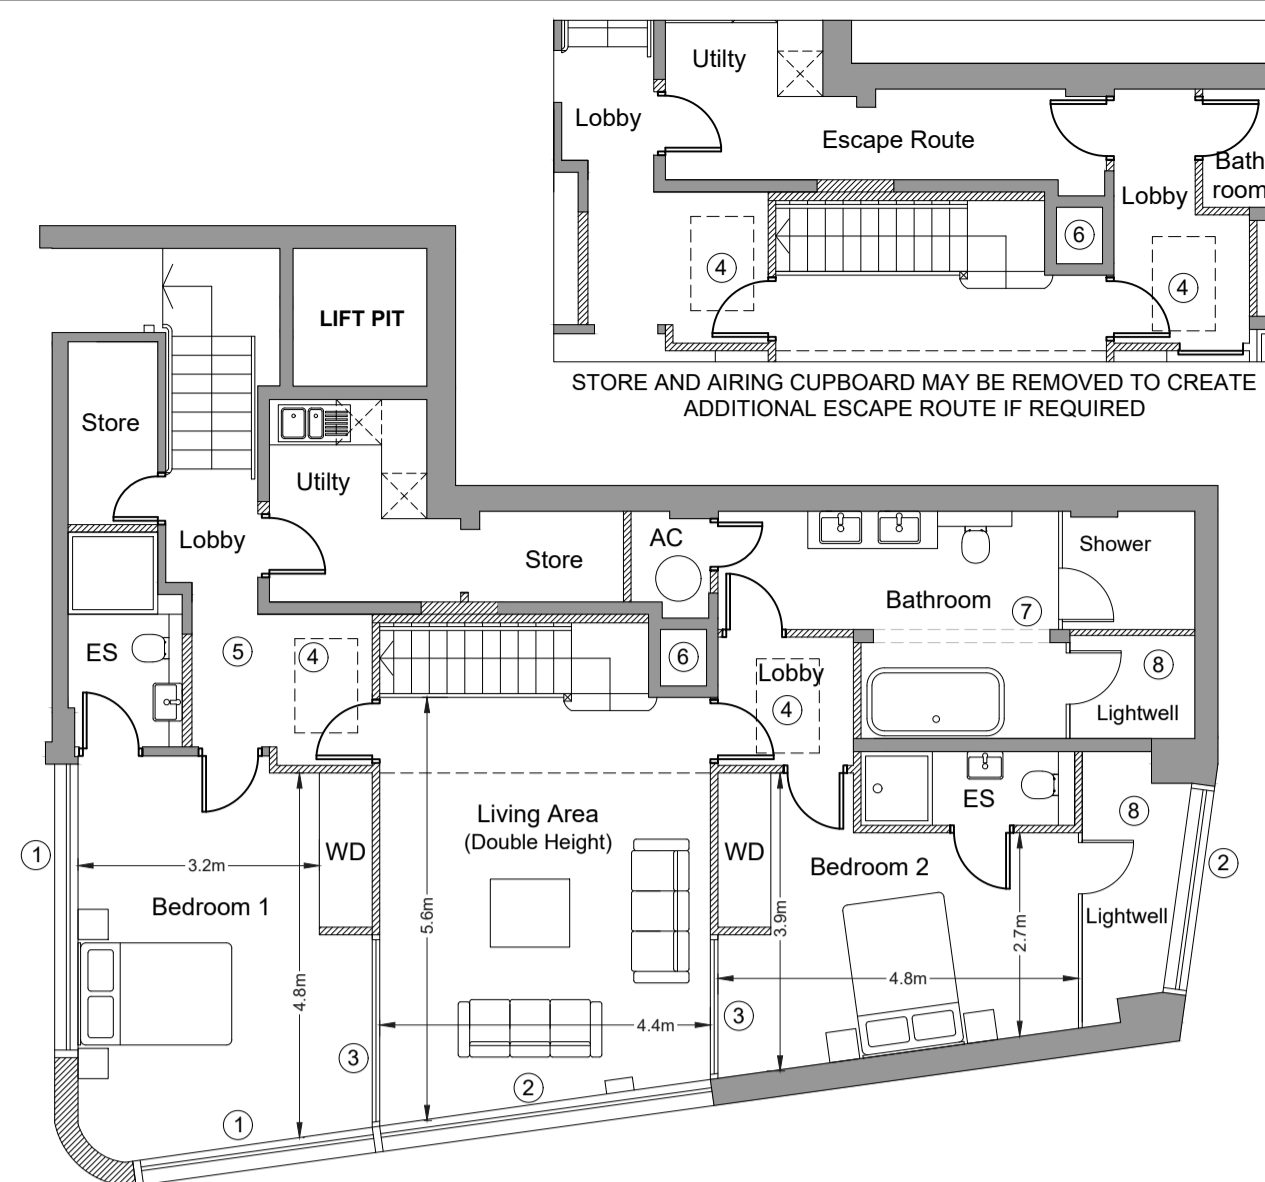 Utilty
Lobby
Escape Route
Bath
room
Lobby
6
4
4
STORE AND AIRING CUPBOARD MAY BE REMOVED TO CREATE
ADDITIONAL ESCAPE ROUTE IF REQUIRED
LIFT PIT
Store
Utilty
Lobby
Store
AC
Shower
Bathroom
7
ES
5
4
6
Lobby
4
8
Lightwell
Living Area
(Double Height)
ES
8
1
3.2m
WD
WD
Bedroom 2
2
Bedroom 1
5.6m
3.9m
2.7m
Lightwell
4.8m
4.8m
4.4m
3
3
2
1